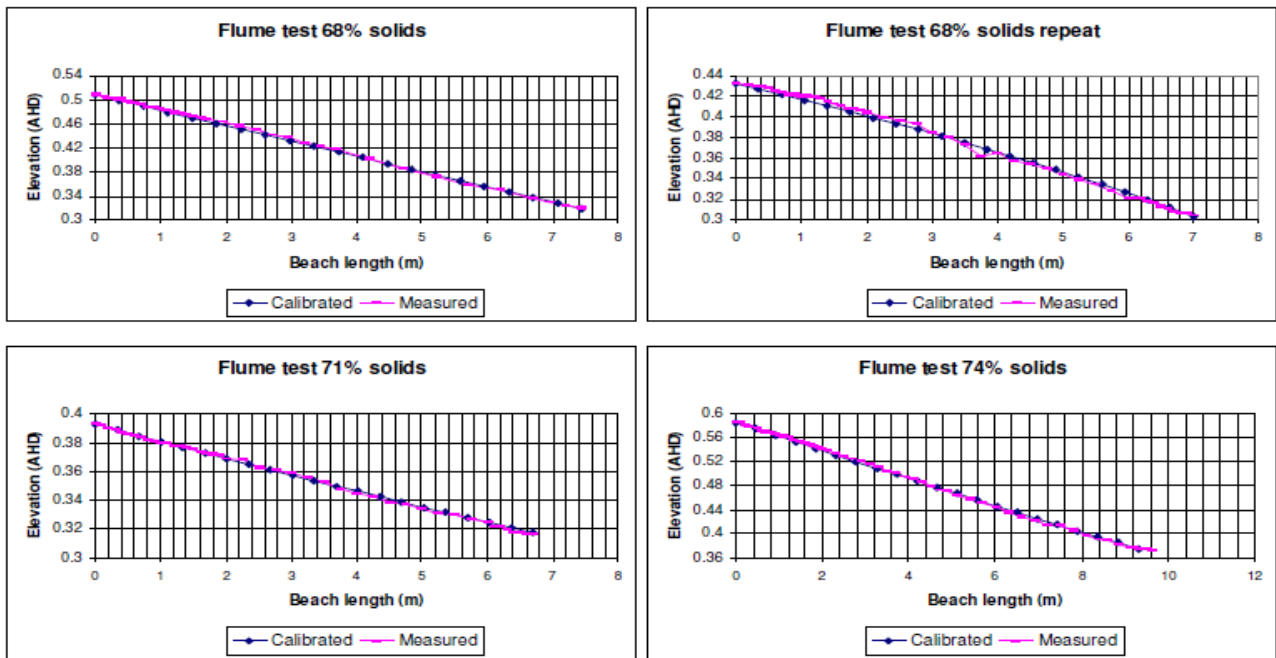 Flume test 68% solids
Elevation (AHD)
0.54
0.5
0.46
0.42
0.38
0.34
0.3
0 1 2 3 4 5 6 7 8
Beach length (m)
Calibrated Measured
Flume test 68% solids repeat
Elevation (AHD)
0.44
0.42
0.4
0.38
0.36
0.34
0.32
0.3
0 1 2 3 4 5 6 7 8
Beach length (m)
Calibrated Measured
Flume test 71% solids
Elevation (AHD)
0.4
0.38
0.36
0.34
0.32
0.3
0 1 2 3 4 5 6 7 8
Beach length (m)
Calibrated Measured
Flume test 74% solids
Elevation (AHD)
0.6
0.56
0.52
0.48
0.44
0.4
0.36
0 2 4 6 8 10 12
Beach length (m)
Calibrated Measured